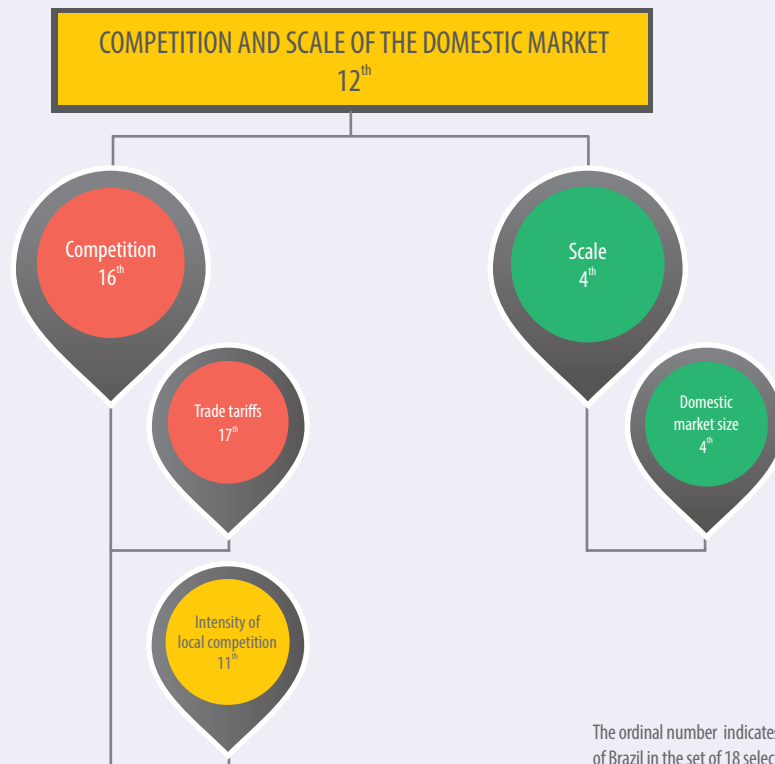 COMPETITION AND SCALE OF THE DOMESTIC MARKET
12th
Competition
16th
Scale
4th
Trade tariffs
17th
Domestic
market size
4th
Intensity of
local competition
11th
The ordinal number indicates
of Brazil in the set of 18 selec